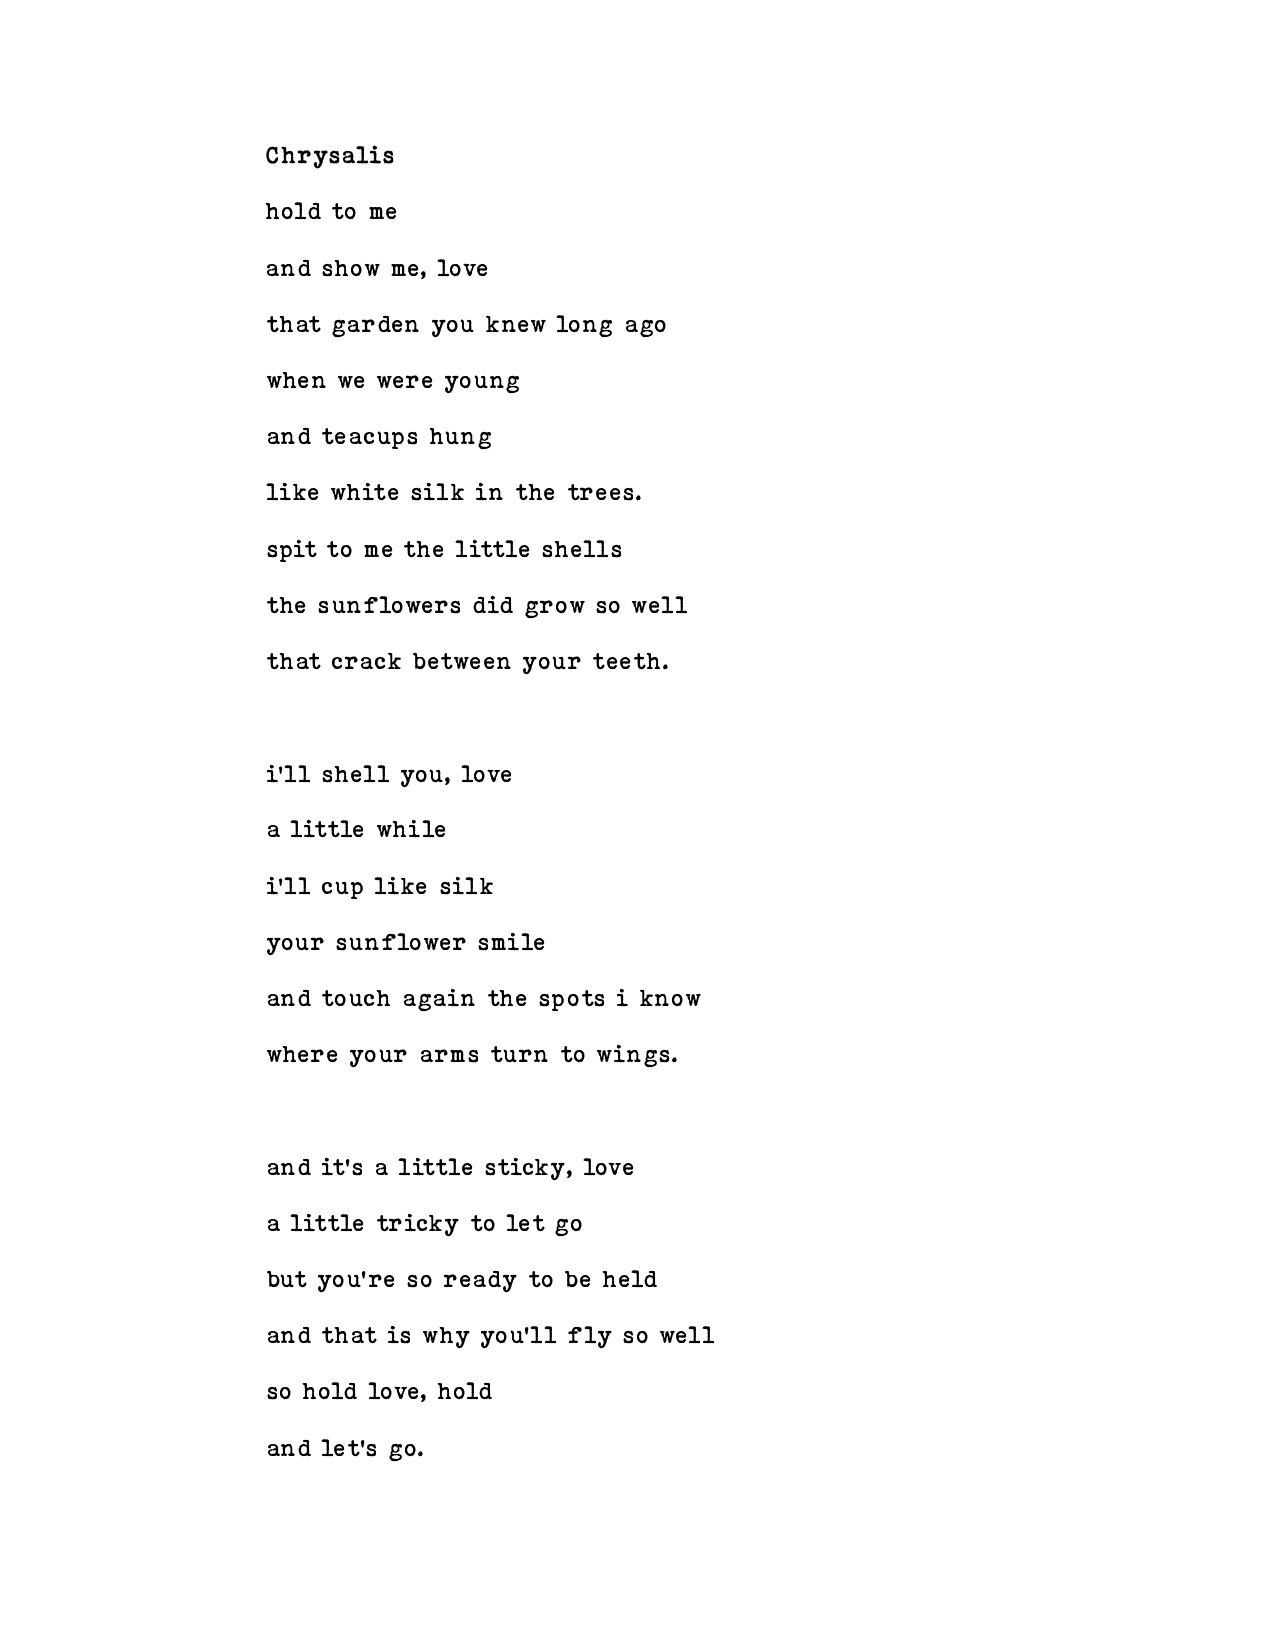 Chrysalis
hold to me
and show me, love
that garden you knew long ago
when we were young
and teacups hung
like white silk in the trees.
spit to me the little shells
the sunflowers did grow so well
that crack between your teeth.
i'll shell you, love
a little while
i'll cup like silk
your sunflower smile
and touch again the spots i know
where your arms turn to wings.
and it's a little sticky, love
a little tricky to let go
but you're so ready to be held
and that is why you'll fly so well
so hold love, hold
and let's go.